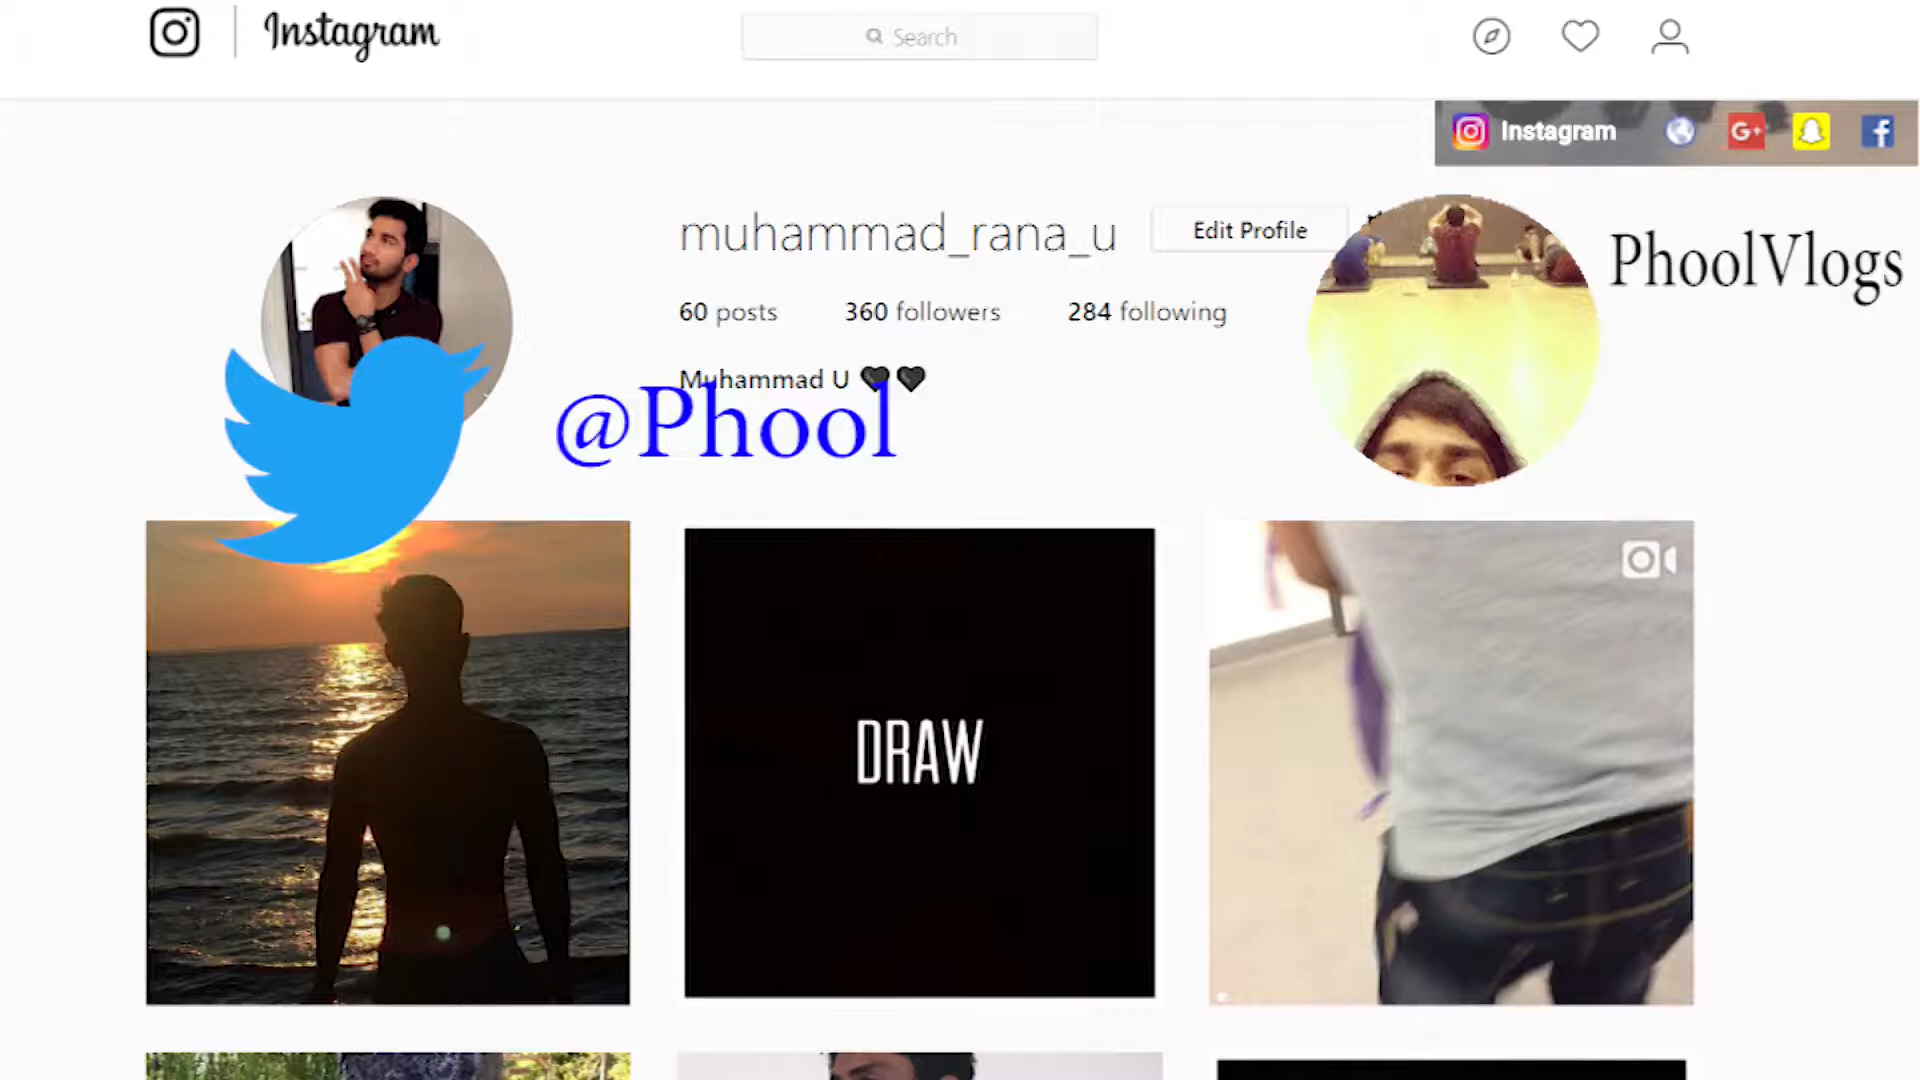 Instagram
Search
Instagram
G+
f
muhammad_rana_u
Edit Profile
PhoolVlogs
60 posts
360 followers
284 following
Muhammad U 🖤🖤
@Phool
DRAW